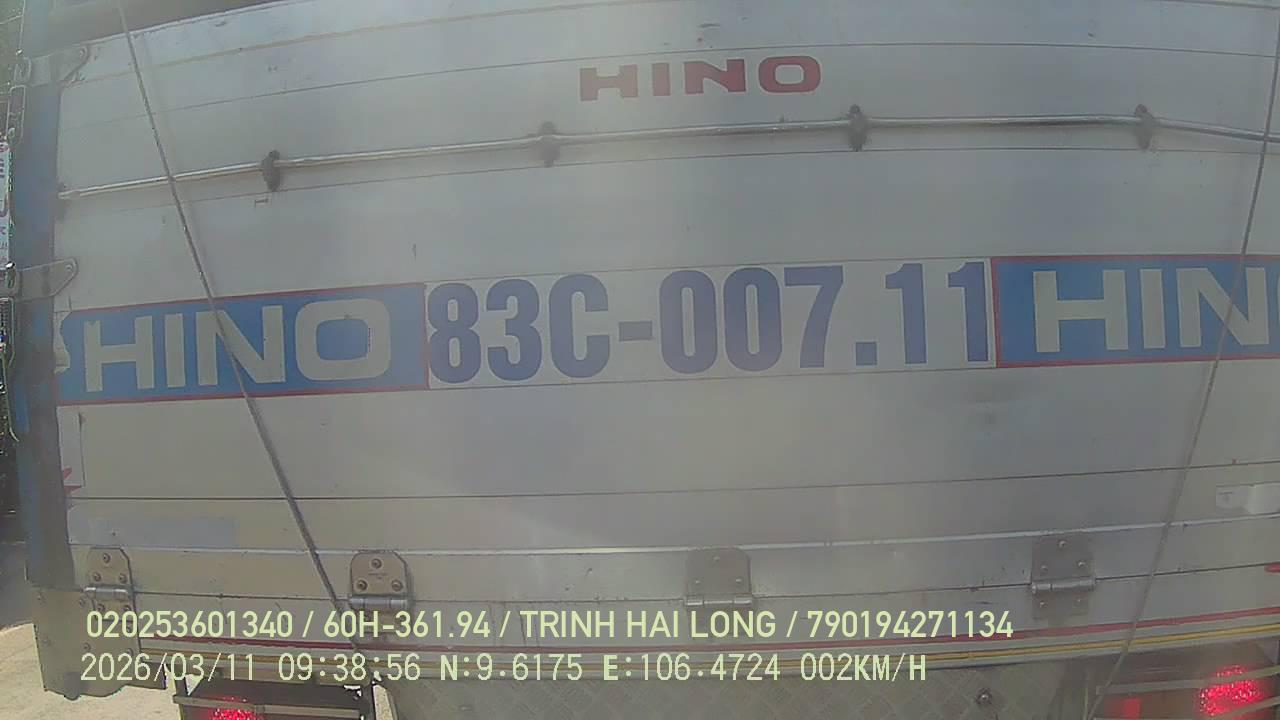 HINO
HINO 83C-007.11 HIN
020253601340 / 60H-361.94 / TRINH HAI LONG / 790194271134
2026/03/11 09:38:56 N:9.6175 E:106.4724 002KM/H